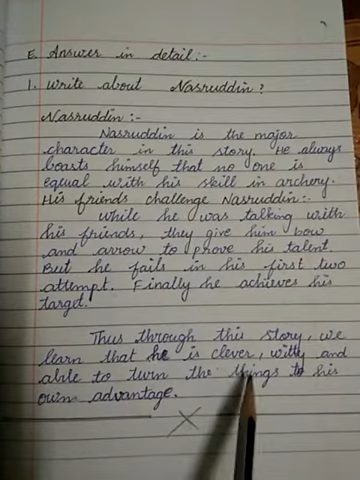 E. Answer in detail:-
1. Write about Nasruddin?
Nasruddin :-
Nasruddin is the major
character in this story. He always
boasts himself that no one is
equal with his skill in archery.
His friends challenge Nasruddin:-
While he was talking with
his friends, they give him bow
and arrow to prove his talent.
But he fails in his first two
attempt. Finally he achieves his
target.
Thus through this story, we
learn that he is clever, witty and
able to turn the things to his
own advantage.